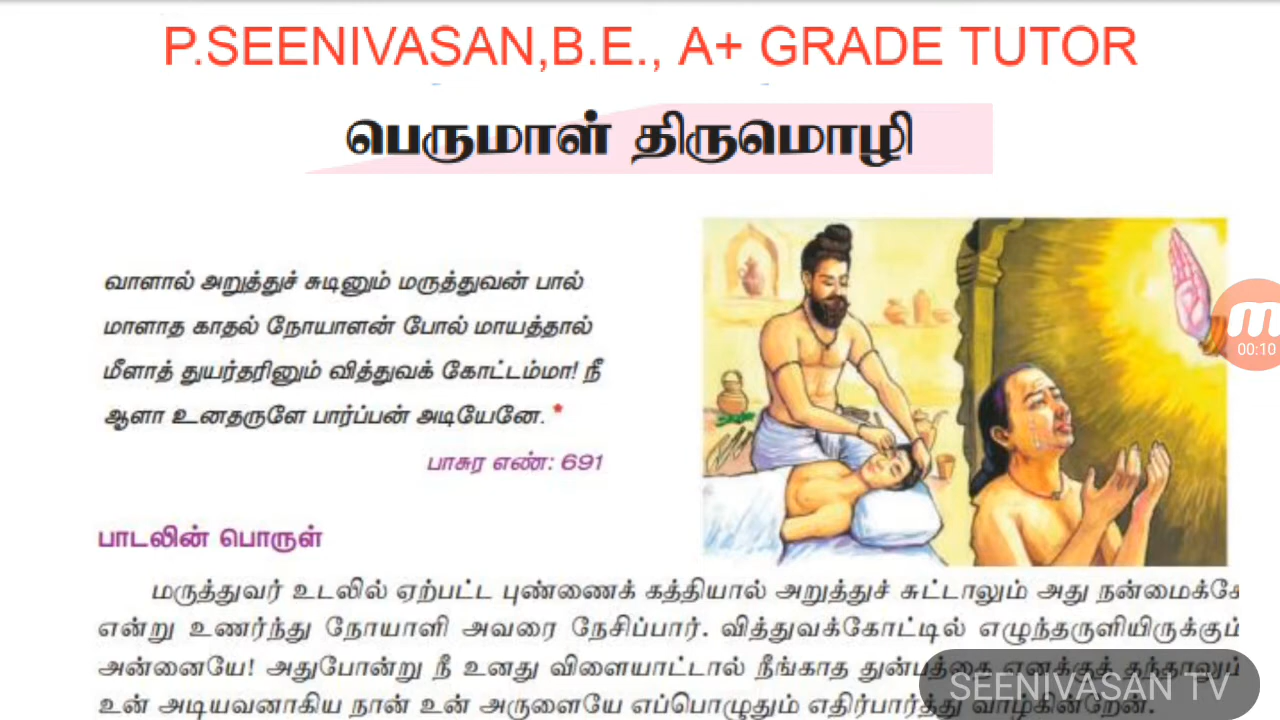 P.SEENIVASAN,B.E., A+ GRADE TUTOR
பெருமாள் திருமொழி
வாளால் அறுத்துச் சுடினும் மருத்துவன் பால்
மாளாத காதல் நோயாளன் போல் மாயத்தால்
மீளாத் துயர்தரினும் வித்துவக் கோட்டம்மா! நீ
ஆளா உனதருளே பார்ப்பன் அடியேனே. *
பாசுர எண்: 691
00:10
பாடலின் பொருள்
மருத்துவர் உடலில் ஏற்பட்ட புண்ணைக் கத்தியால் அறுத்துச் சுட்டாலும் அது
என்று உணர்ந்து நோயாளி அவரை நேசிப்பார். வித்துவக்கோட்டில் எழுந்தருளியிருக்கும்
அன்னையே! அதுபோன்று நீ உனது விளையாட்டால் நீங்காத துன்பத்தை எனக்குத் தந்தாலும்
உன் அடியவனாகிய நான் உன் அருளையே எப்பொழுதும் எதிர்பார்த்து வாழ்கின்றேன்.
SEENIVASAN TV